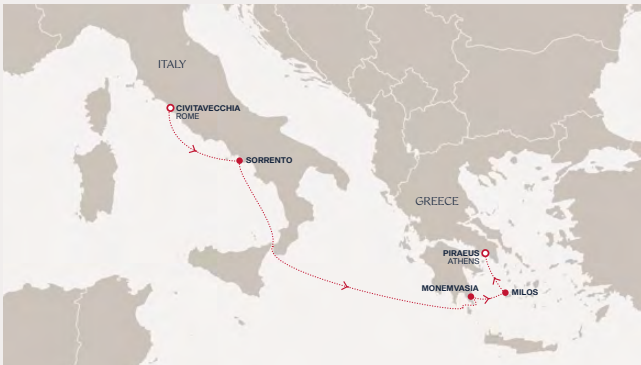 ITALY
CIVITAVECCHIA
ROME
SORRENTO
GREECE
PIRAEUS
ATHENS
MONEMVASIA
MILOS